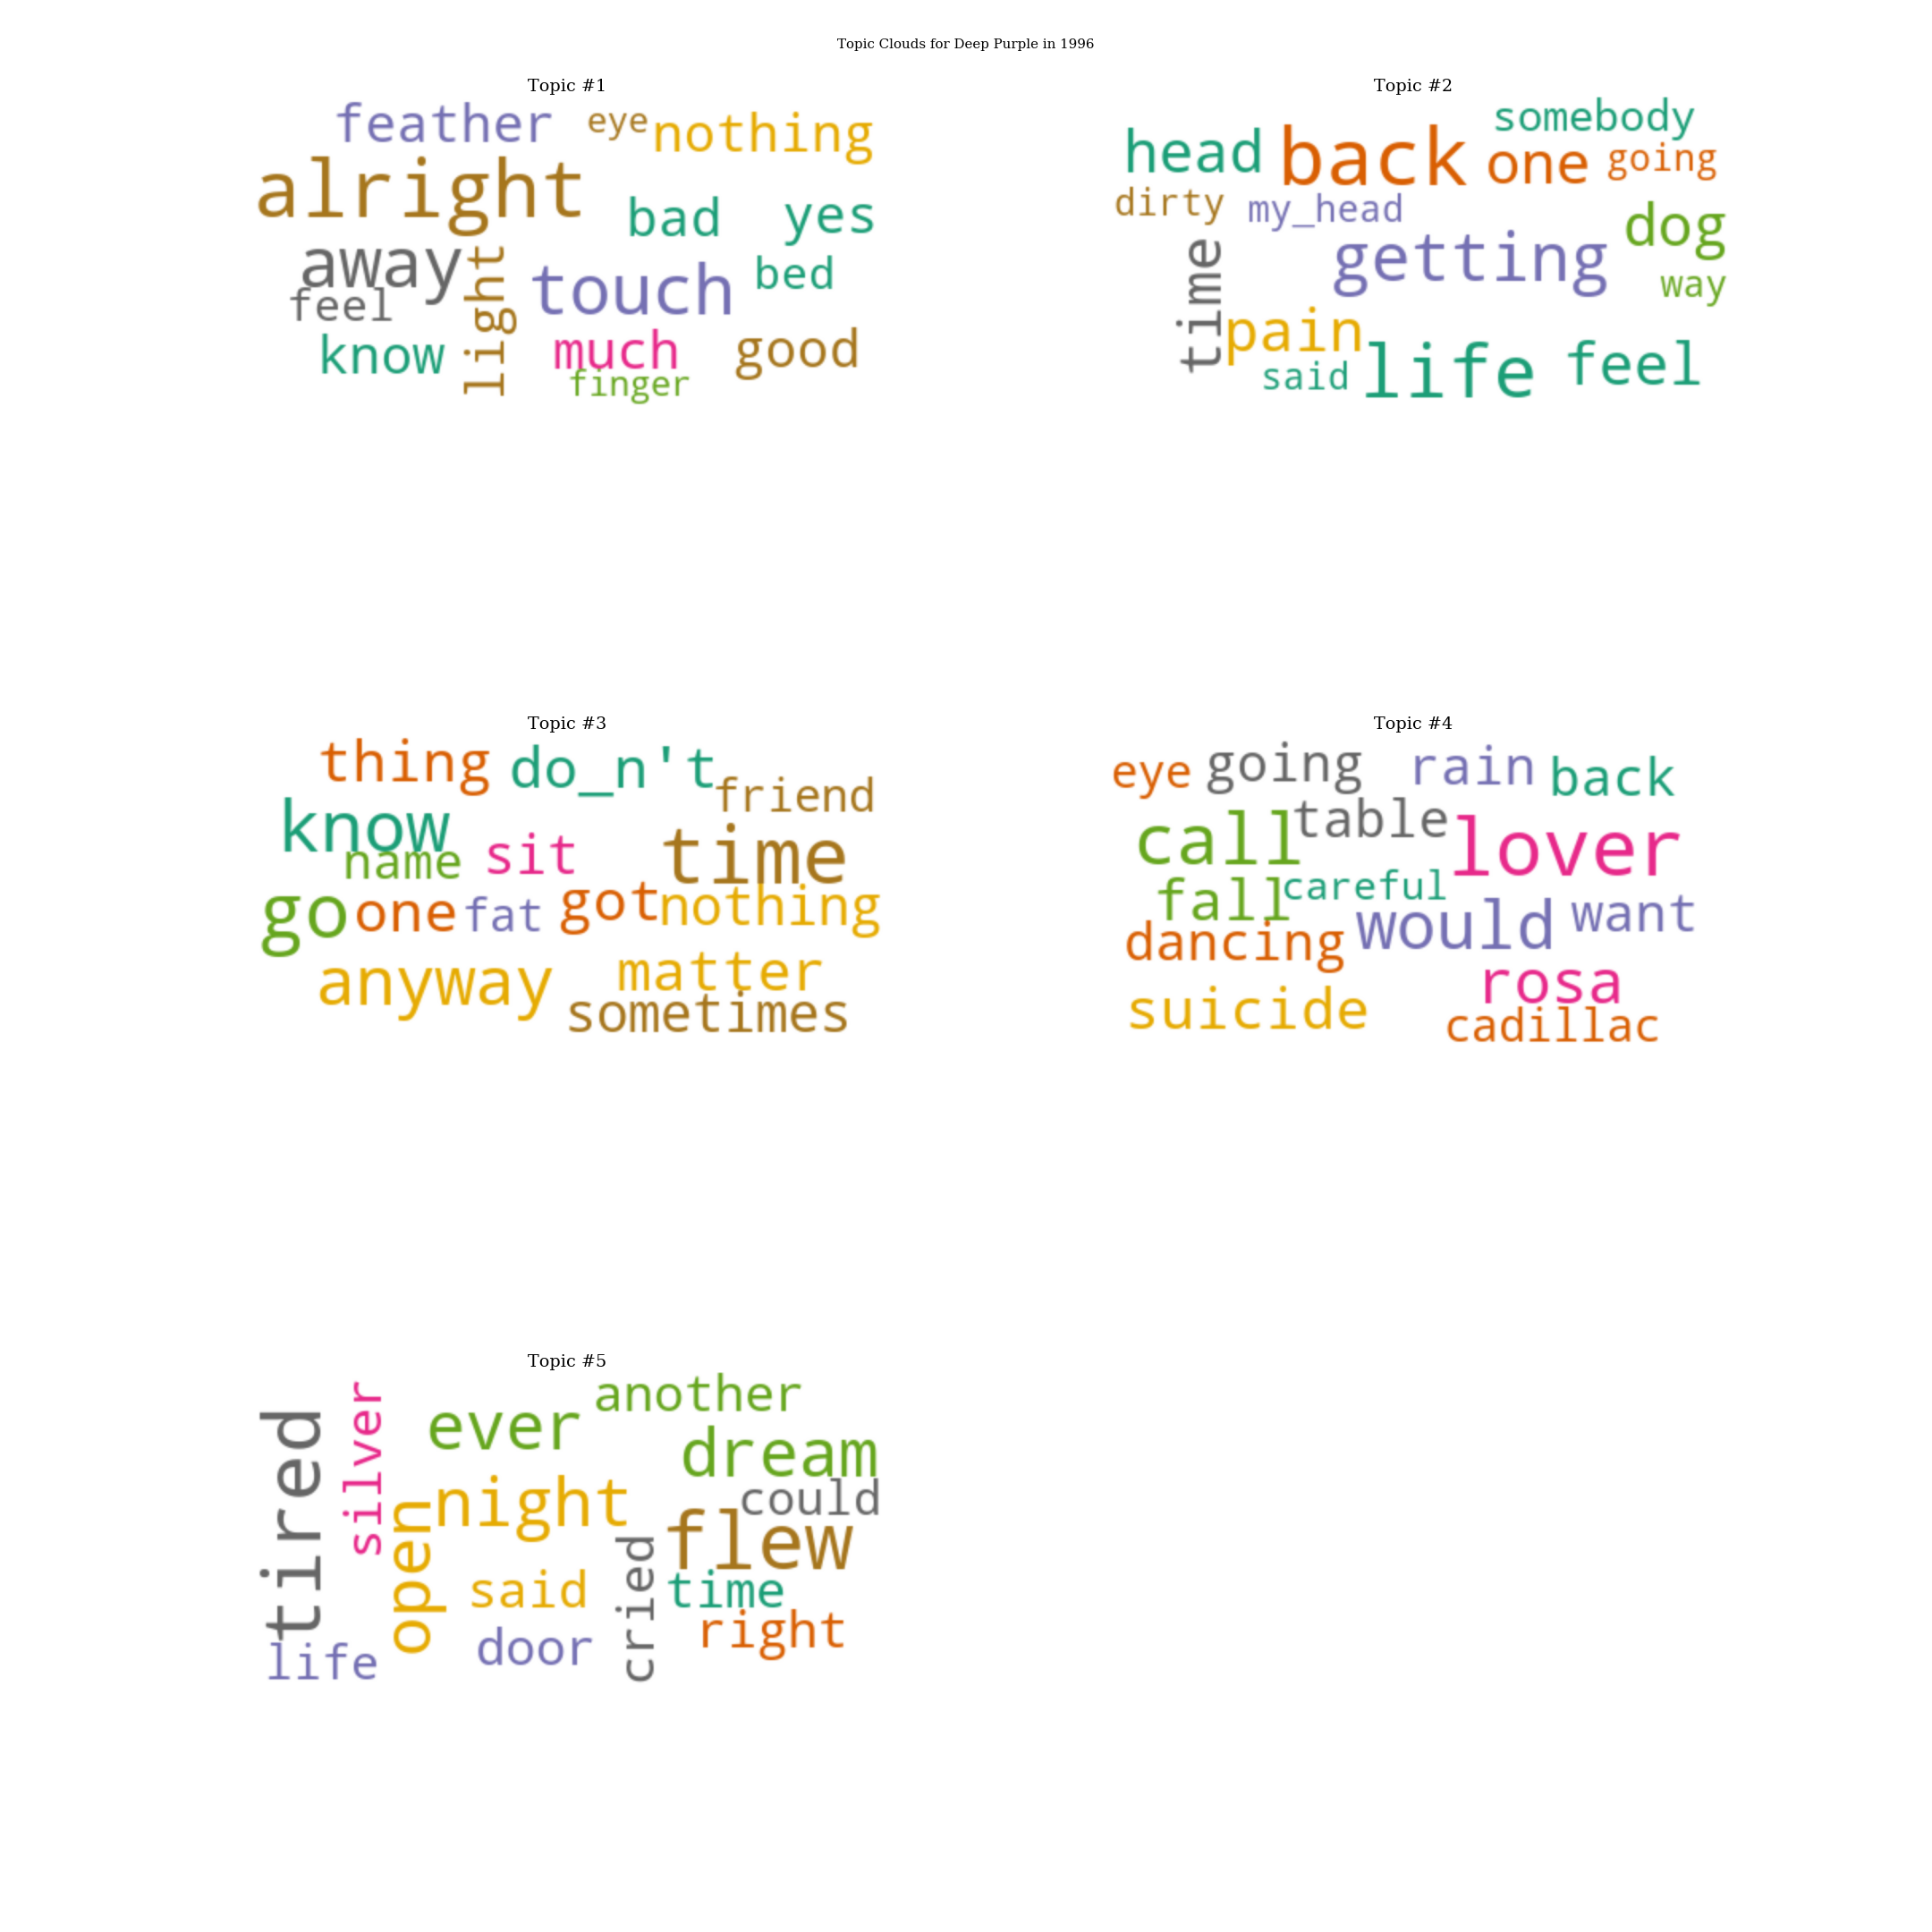 Topic Clouds for Deep Purple in 1996
Topic #1
feather eye nothing
alright
bad yes
away
touch bed
feel
light
know much good
finger
Topic #2
somebody
head back one going
dirty my_head dog
getting
time way
pain
said life feel
Topic #3
thing do_n't
friend
know
name sit time
go one fat got nothing
anyway matter
sometimes
Topic #4
eye going rain back
call table lover
fall careful
dancing would want
rosa
suicide
cadillac
Topic #5
tired silver ever another
dream
open night could
flew
said cried time
life door right